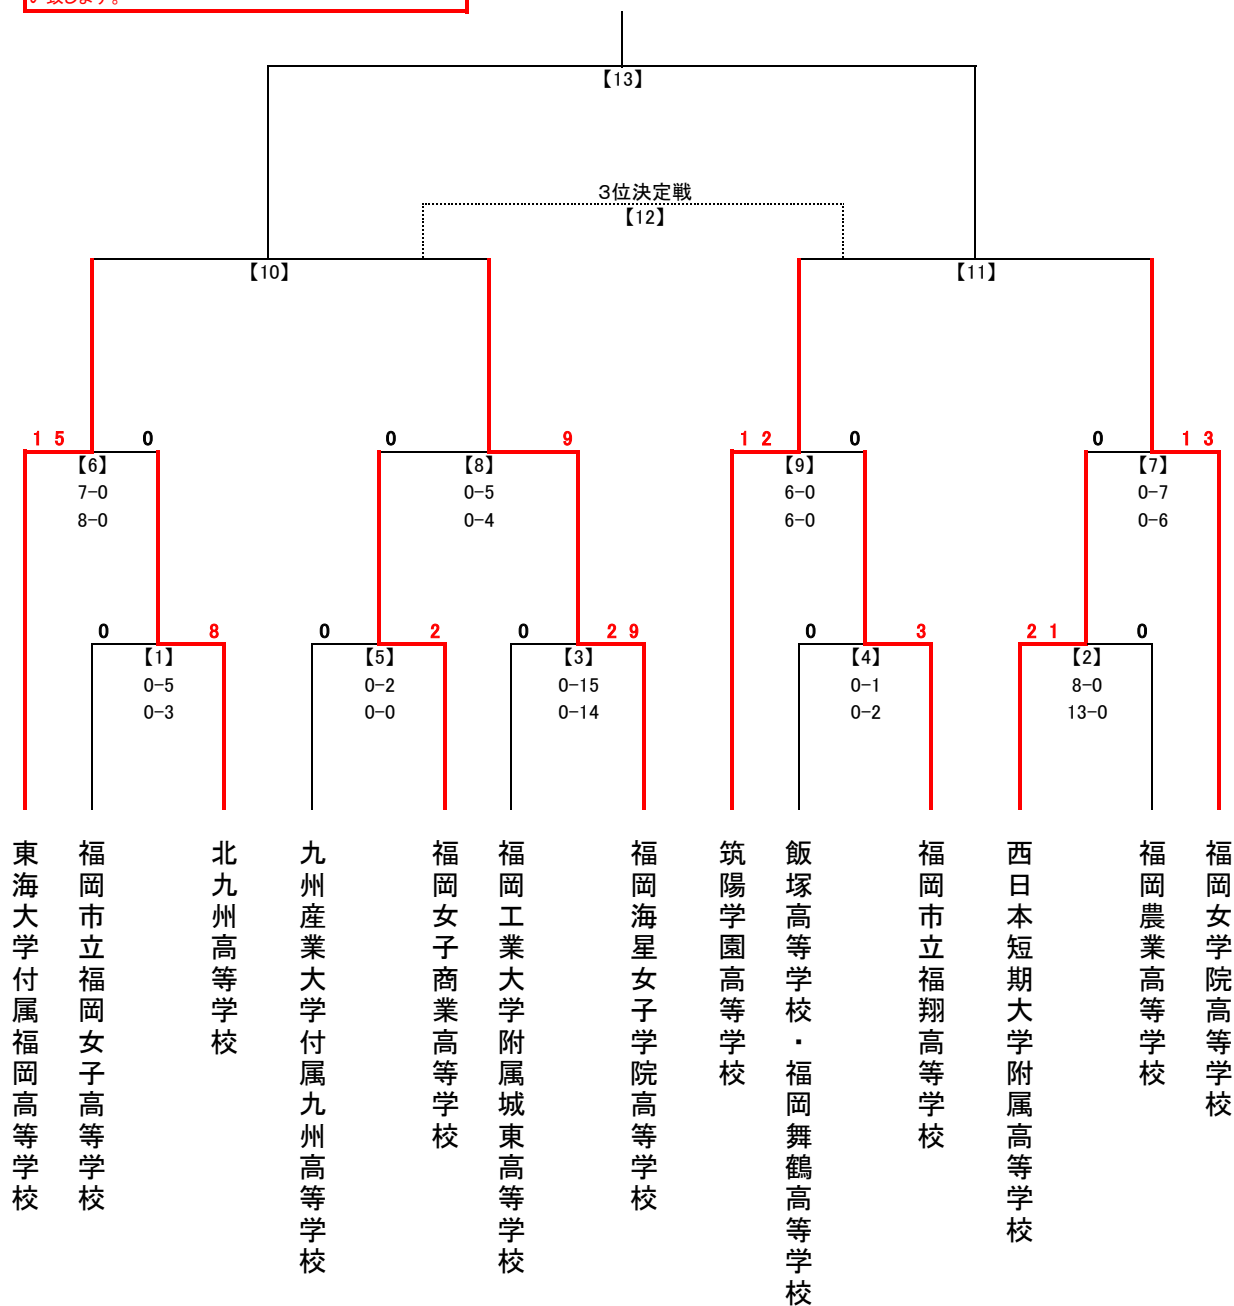 い致します。
【13】
3位決定戦
【12】
【10】
【11】
15 0
【6】
7-0
8-0
0 9
【8】
0-5
0-4
12 0
【9】
6-0
6-0
0 13
【7】
0-7
0-6
0 8
【1】
0-5
0-3
0 2
【5】
0-2
0-0
0 29
【3】
0-15
0-14
0 3
【4】
0-1
0-2
21 0
【2】
8-0
13-0
東海大学付属福岡高等学校
福岡市立福岡女子高等学校
北九州高等学校
九州産業大学付属九州高等学校
福岡女子商業高等学校
福岡工業大学附属城東高等学校
福岡海星女子学院高等学校
筑陽学園高等学校
飯塚高等学校・福岡舞鶴高等学校
福岡市立福翔高等学校
西日本短期大学附属高等学校
福岡農業高等学校
福岡女学院高等学校